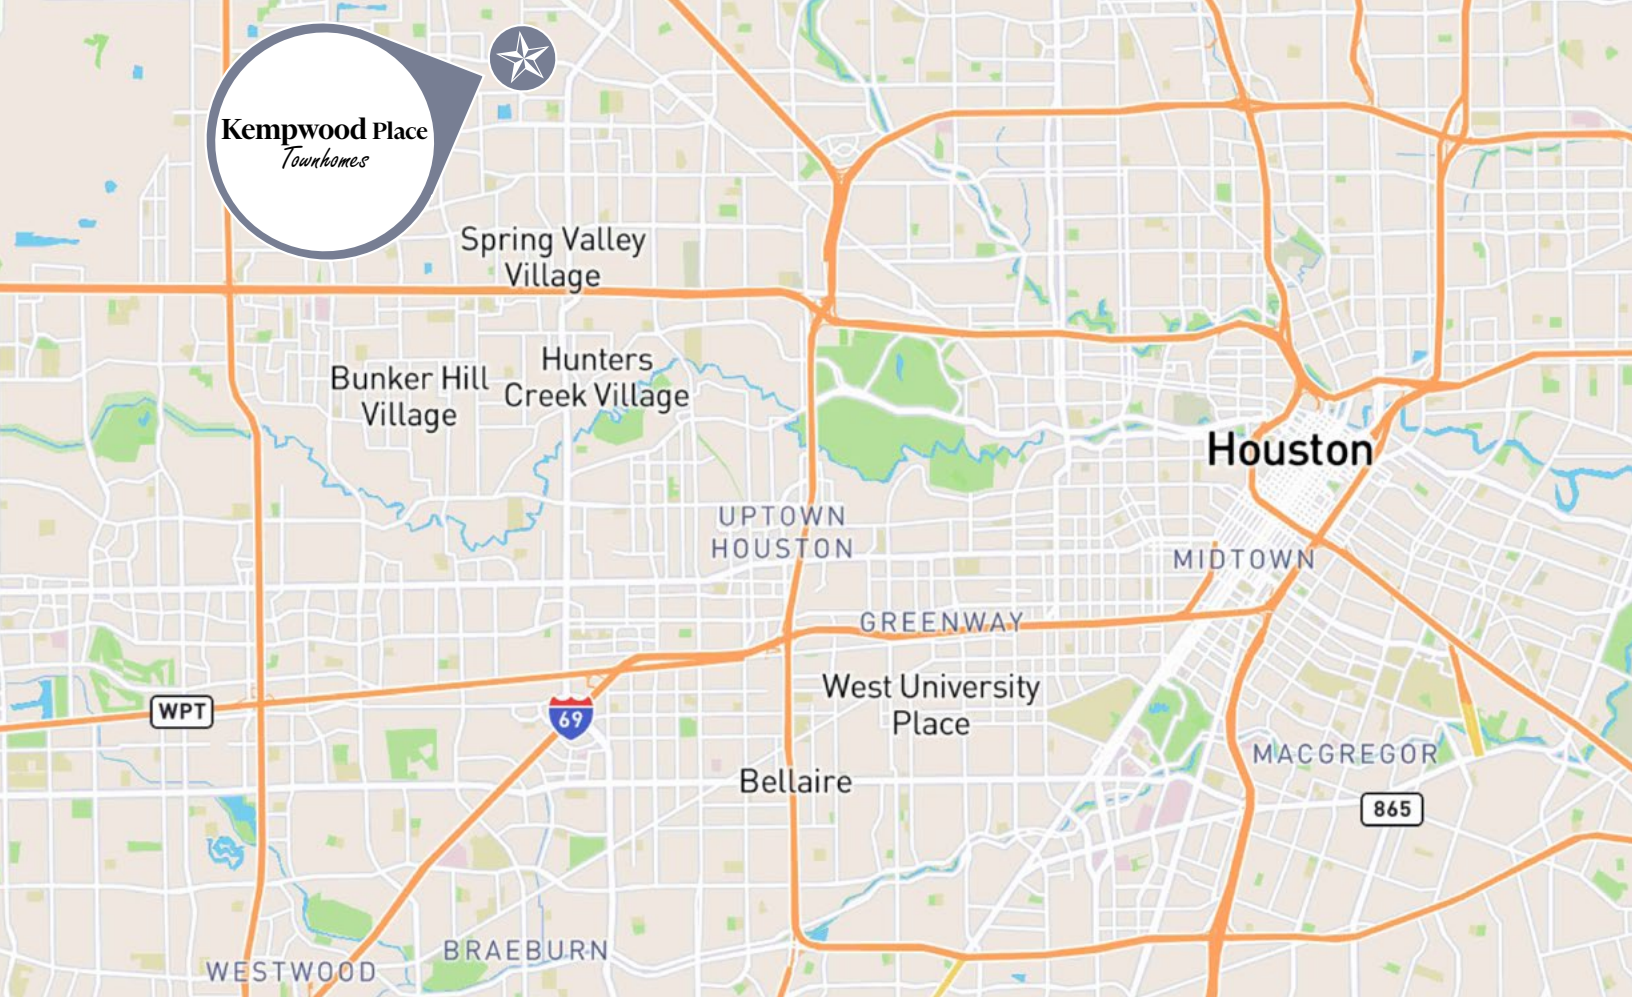 Kempwood Place
Townhomes
Spring Valley
Village
Hunters
Creek Village
Bunker Hill
Village
Houston
UPTOWN
HOUSTON
MIDTOWN
GREENWAY
West University
Place
WPT
69
MACGREGOR
Bellaire
865
BRAEBURN
WESTWOOD